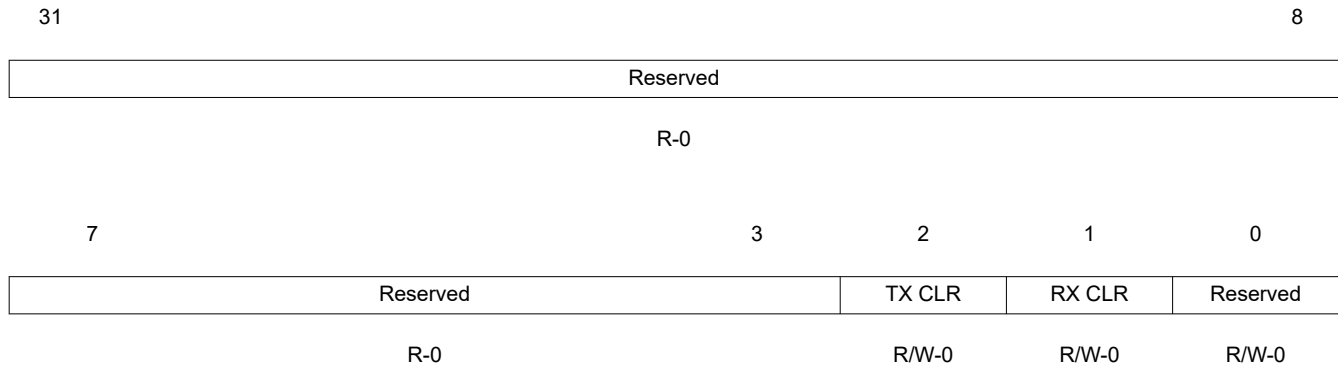 31 8
Reserved
R-0
7 3 2 1 0
Reserved TX CLR RX CLR Reserved
R-0 R/W-0 R/W-0 R/W-0